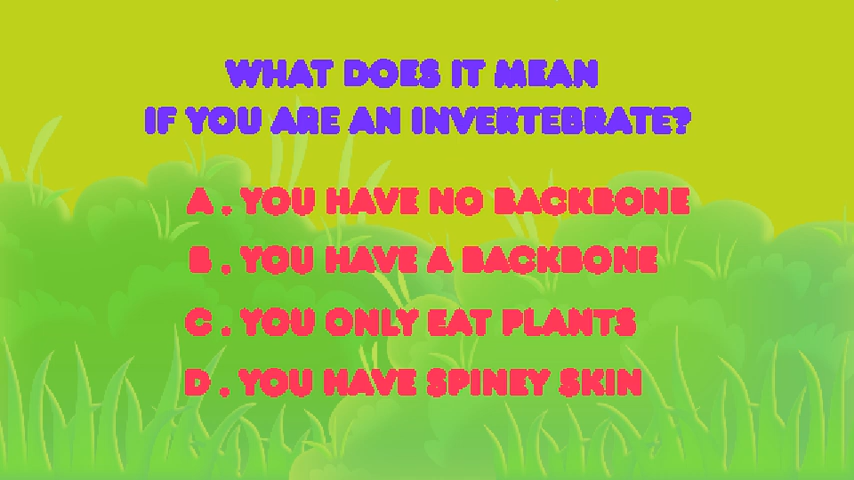 WHAT DOES IT MEAN
IF YOU ARE AN INVERTEBRATE?
A . YOU HAVE NO BACKBONE
B . YOU HAVE A BACKBONE
C . YOU ONLY EAT PLANTS
D . YOU HAVE SPINEY SKIN